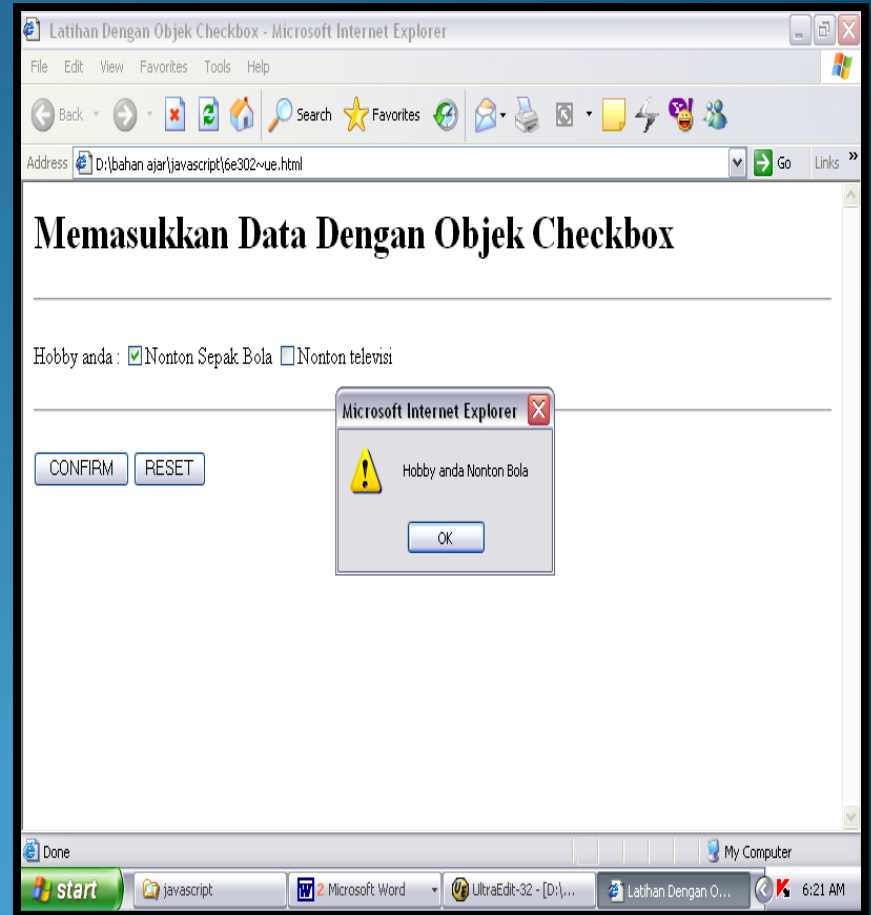 Latihan Dengan Objek Checkbox - Microsoft Internet Explorer
File Edit View Favorites Tools Help
Back Search Favorites
Address D:\bahan ajar\javascript\6e302~ue.html Go Links »
Memasukkan Data Dengan Objek Checkbox
Hobby anda : Nonton Sepak Bola Nonton televisi
Microsoft Internet Explorer
Hobby anda Nonton Bola
OK
CONFIRM RESET
Done My Computer
start javascript 2 Microsoft Word UltraEdit-32 - [D:\,... Latihan Dengan O... 6:21 AM